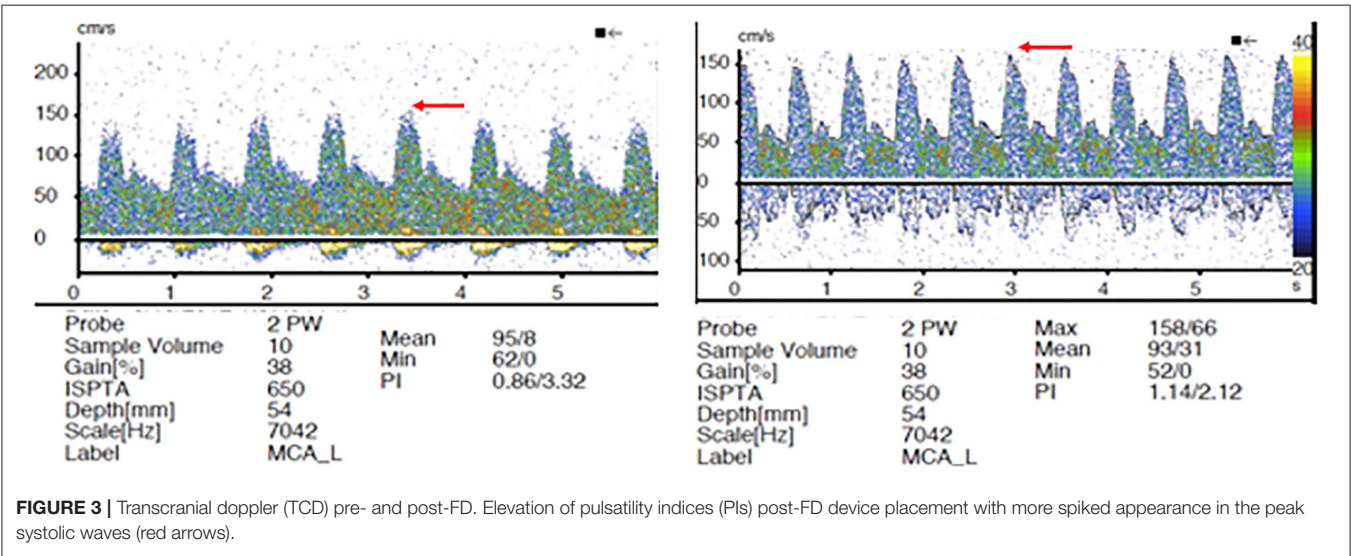 cm/s
200
150
100
50
0
0 1 2 3 4 5
Probe 2 PW
Sample Volume 10
Gain[%] 38
ISPTA 650
Depth[mm] 54
Scale[Hz] 7042
Label MCA_L
Mean 95/8
Min 62/0
PI 0.86/3.32
cm/s
150
100
50
0
50
100
0 1 2 3 4 5 s
40
20
Probe 2 PW
Sample Volume 10
Gain[%] 38
ISPTA 650
Depth[mm] 54
Scale[Hz] 7042
Label MCA_L
Max 158/66
Mean 93/31
Min 52/0
PI 1.14/2.12
FIGURE 3 | Transcranial doppler (TCD) pre- and post-FD. Elevation of pulsatility indices (PIs) post-FD device placement with more spiked appearance in the peak
systolic waves (red arrows).